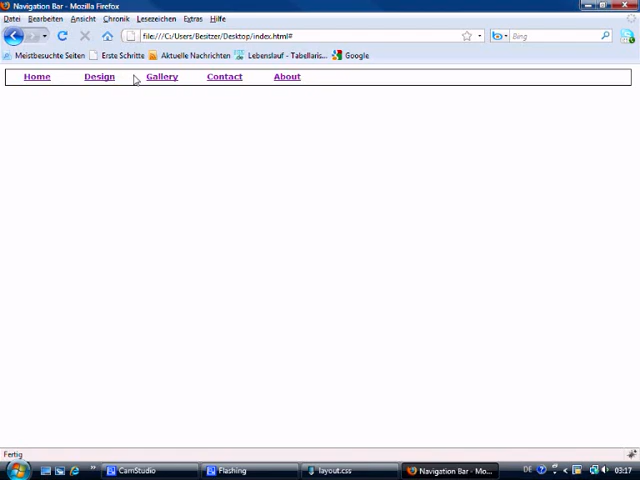 Navigation Bar - Mozilla Firefox
Datei Bearbeiten Ansicht Chronik Lesezeichen Extras Hilfe
file:///C:/Users/Besitzer/Desktop/index.html# Bing
Meistbesuchte Seiten Erste Schritte Aktuelle Nachrichten Lebenslauf - Tabellaris... Google
Home Design Gallery Contact About
Fertig
CamStudio Flashing layout.css Navigation Bar - Mo... DE 03:17